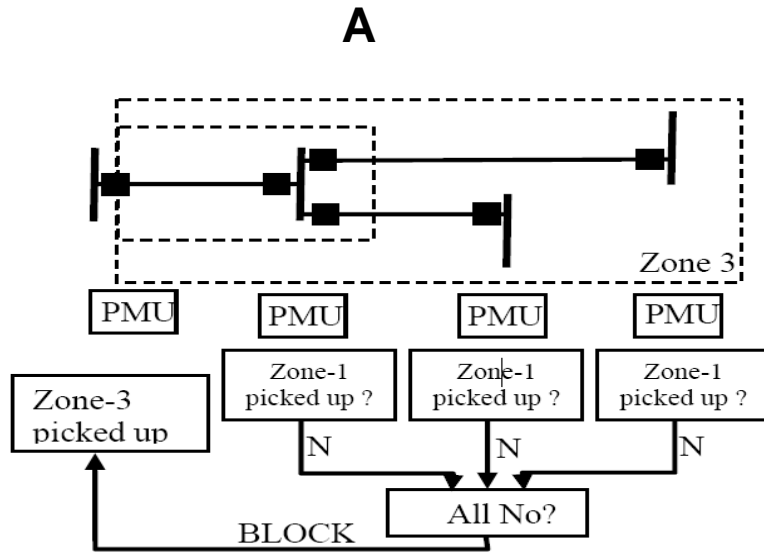 A
Zone 3
PMU PMU PMU PMU
Zone-3
picked up
Zone-1
picked up ?
Zone-1
picked up ?
Zone-1
picked up ?
N N N
All No?
BLOCK